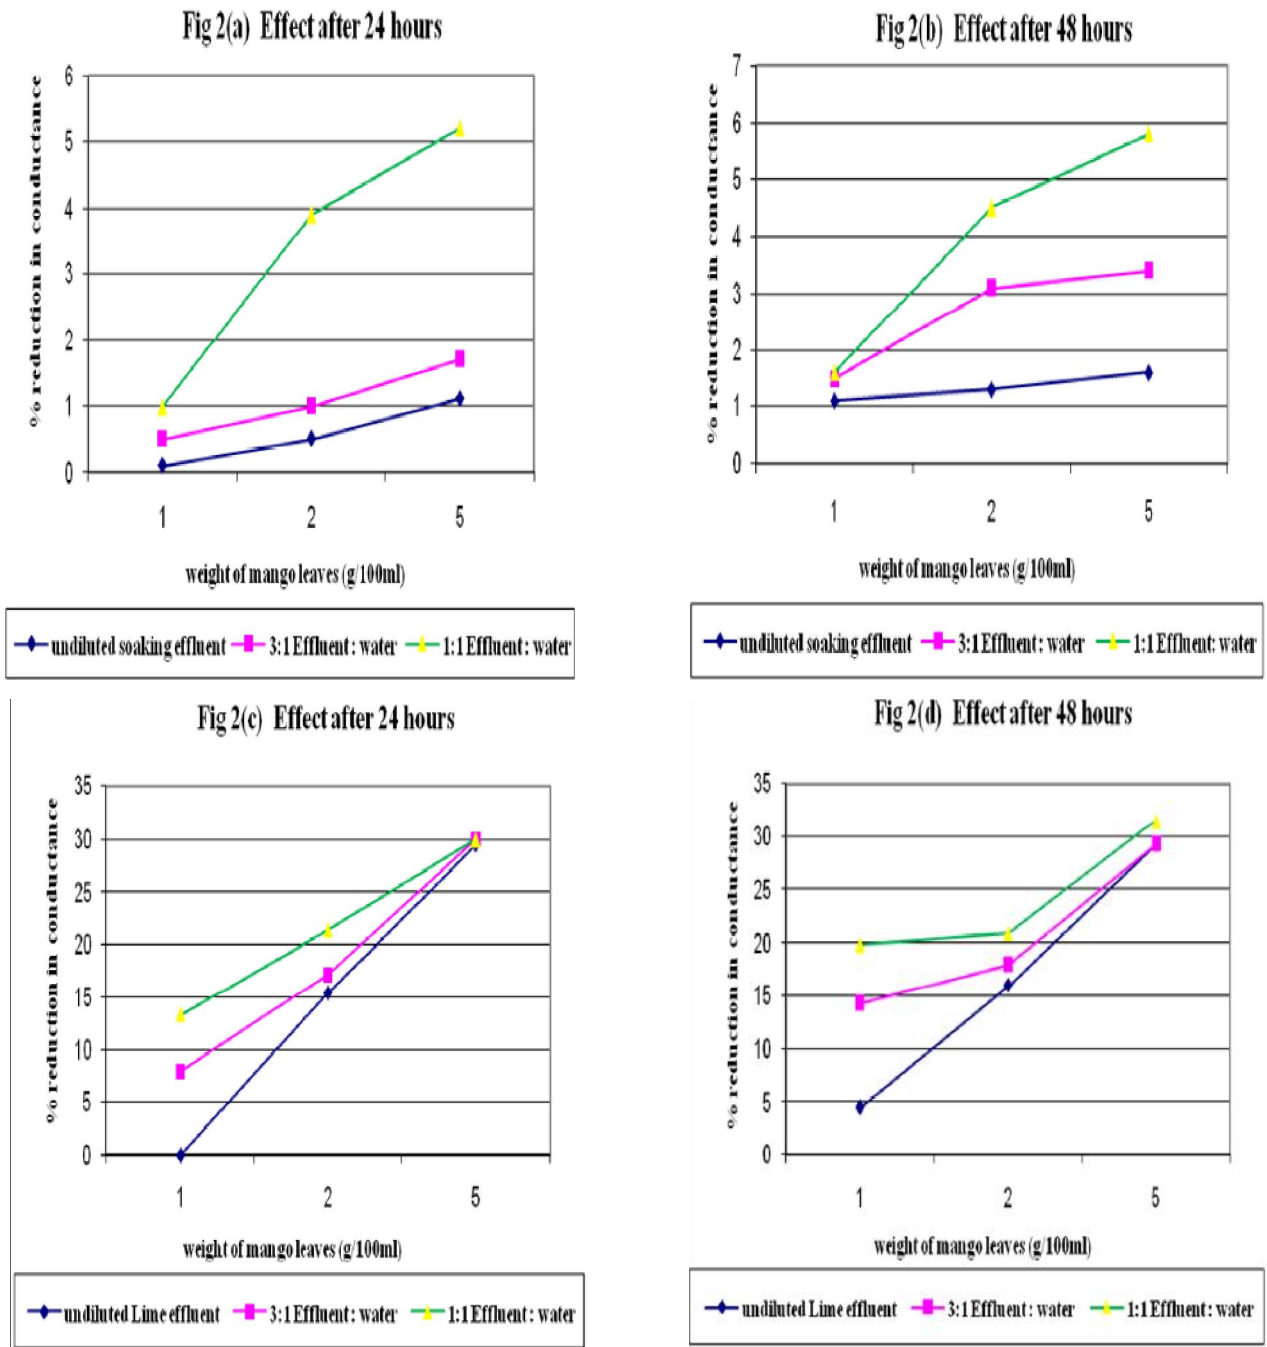 Fig 2(a) Effect after 24 hours
% reduction in conductance
6
5
4
3
2
1
0
1 2 5
weight of mango leaves (g/100ml)
undiluted soaking effluent 3:1 Effluent : water 1:1 Effluent : water
Fig 2(b) Effect after 48 hours
% reduction in conductance
7
6
5
4
3
2
1
0
1 2 5
weight of mango leaves (g/100ml)
undiluted soaking effluent 3:1 Effluent : water 1:1 Effluent : water
Fig 2(c) Effect after 24 hours
% reduction in conductance
35
30
25
20
15
10
5
0
1 2 5
weight of mango leaves (g/100ml)
undiluted Lime effluent 3:1 Effluent : water 1:1 Effluent : water
Fig 2(d) Effect after 48 hours
% reduction in conductance
35
30
25
20
15
10
5
0
1 2 5
weight of mango leaves (g/100ml)
undiluted Lime effluent 3:1 Effluent : water 1:1 Effluent : water